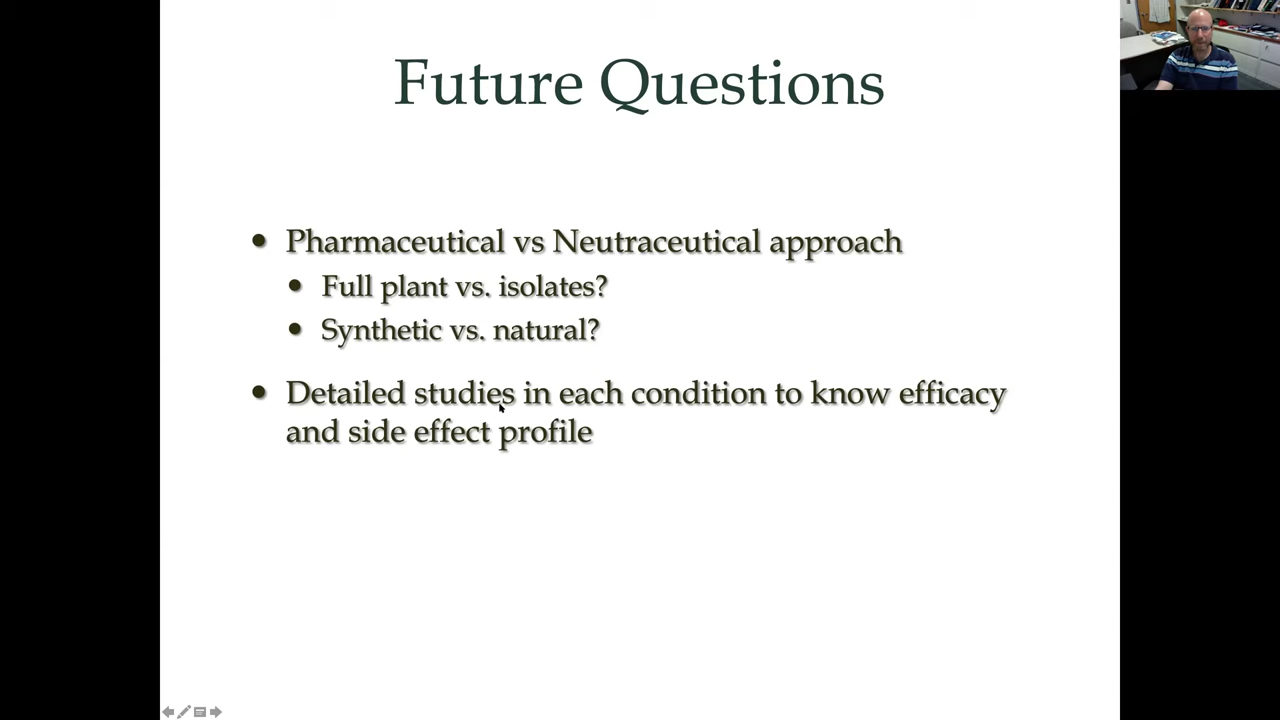 Future Questions
• Pharmaceutical vs Neutraceutical approach
• Full plant vs. isolates?
• Synthetic vs. natural?
• Detailed studies in each condition to know efficacy
and side effect profile